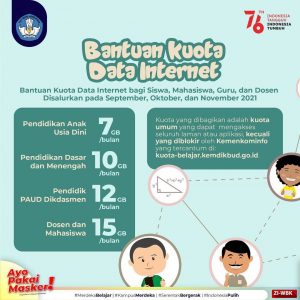 76 TH
INDONESIA
TANGGUH
INDONESIA
TUMBUH
Bantuan Kuota
Data Internet
Bantuan Kuota Data Internet bagi Siswa, Mahasiswa, Guru, dan Dosen
Disalurkan pada September, Oktober, dan November 2021
Pendidikan Anak
Usia Dini
7 GB
/bulan
Pendidikan Dasar
dan Menengah
10 GB
/bulan
Pendidik
PAUD Dikdasmen
12 GB
/bulan
Dosen dan
Mahasiswa
15 GB
/bulan
Kuota yang dibagikan adalah kuota
umum yang dapat mengakses
seluruh laman atau aplikasi, kecuali
yang diblokir oleh Kemenkominfo
yang tercantum di:
kuota-belajar.kemdikbud.go.id
Ayo
Pakai
Masker!
#MerdekaBelajar #KampusMerdeka #SerentakBergerak #IndonesiaPulih
ZI-WBK